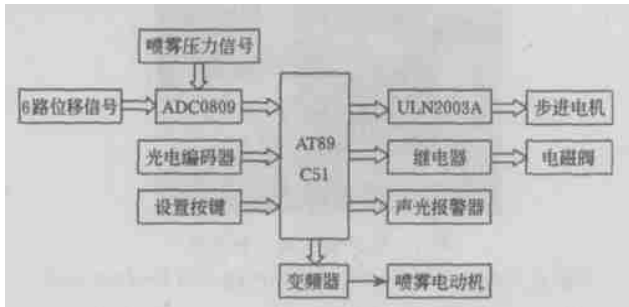 喷雾压力信号
6路位移信号
ADC0809
ULN2003A
步进电机
AT89
C51
光电编码器
继电器
电磁阀
设置按键
声光报警器
变频器
喷雾电动机